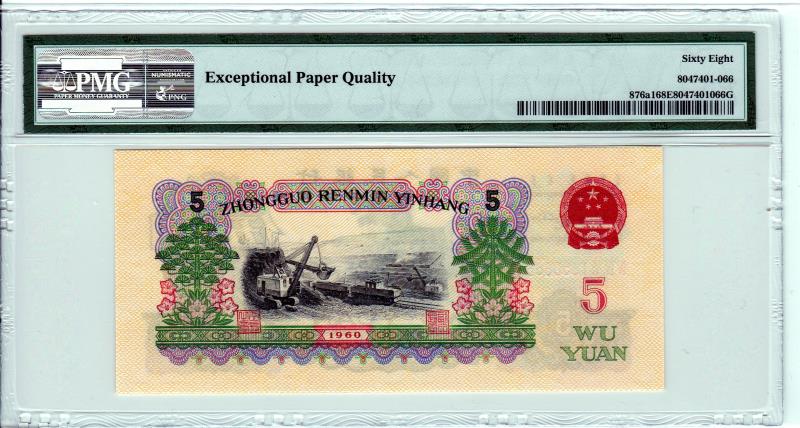 PMG
PAPER MONEY GUARANTY
NUMISMATIC
PNG
Exceptional Paper Quality
Sixty Eight
8047401-066
876a168E8047401066G
5
ZHONGGUO RENMIN YINHANG
5
1960
5
WU
YUAN